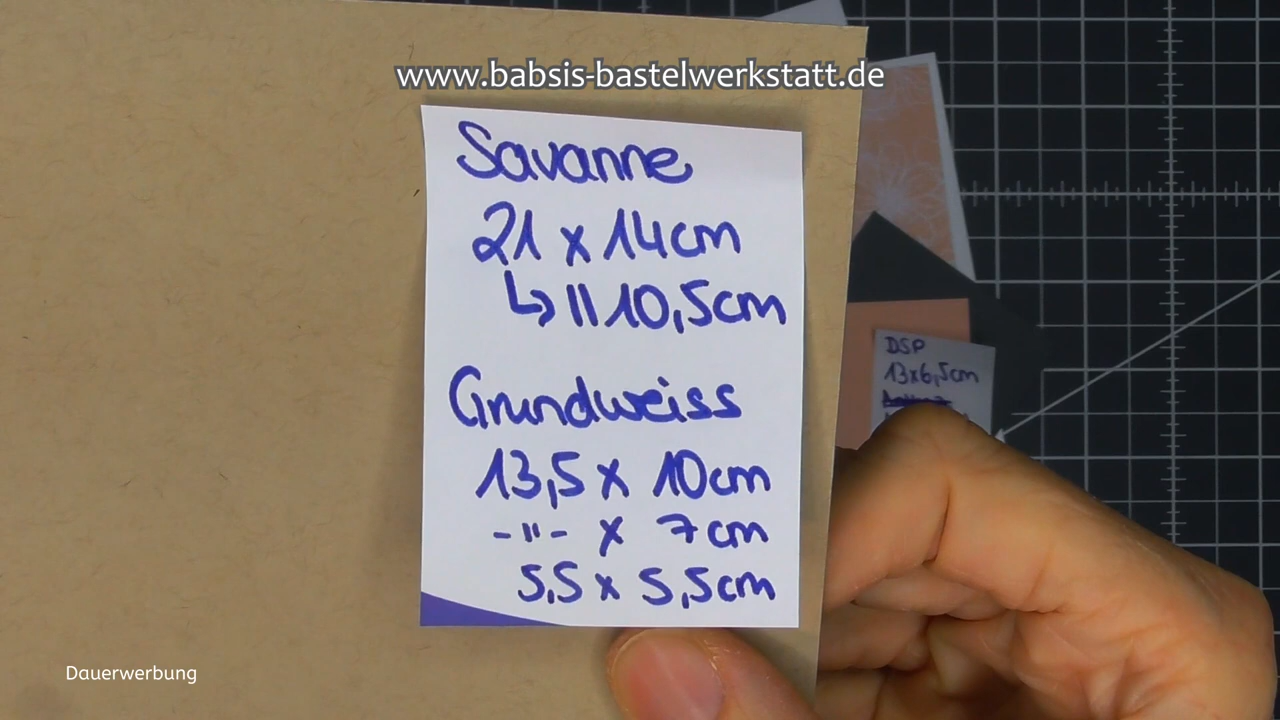 www.babsis-bastelwerkstatt.de
Savanne
21 x 14cm
↳ || 10,5cm
Grundweiss
13,5 x 10cm
-"- x 7cm
5,5 x 5,5cm
DSP
13x6,5cm
Dauerwerbung